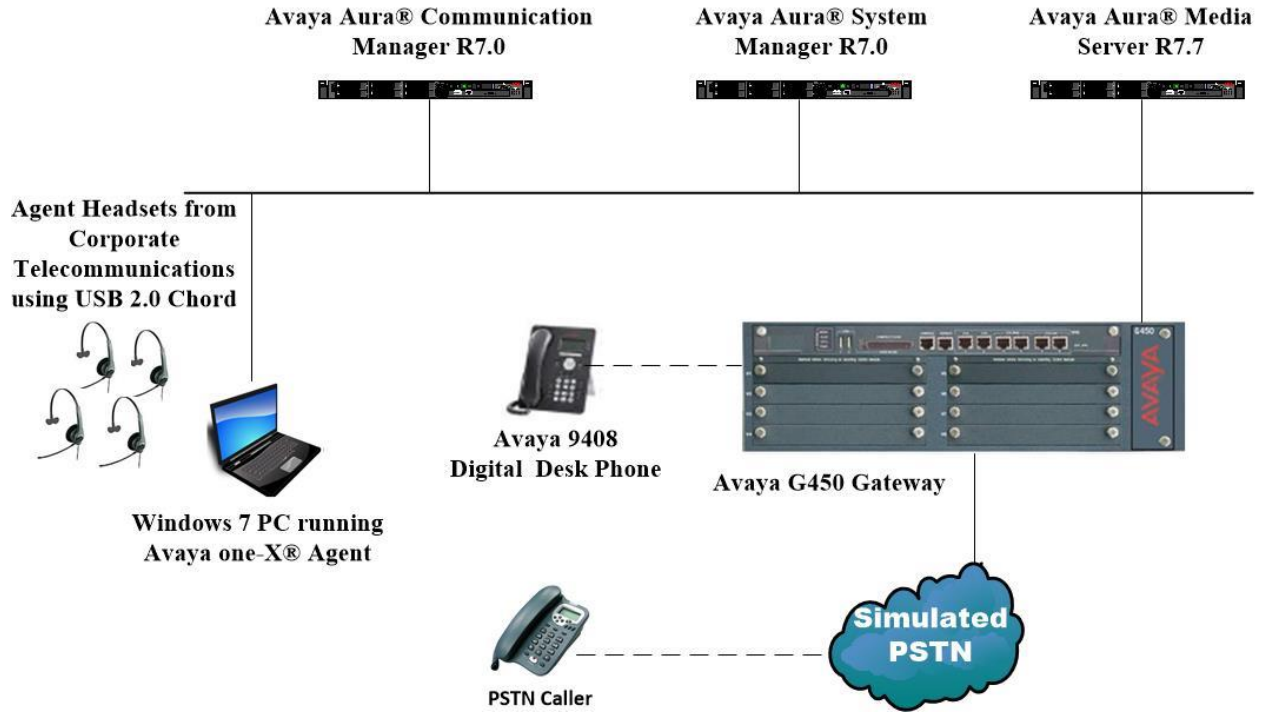 Avaya Aura® Communication
Manager R7.0
Avaya Aura® System
Manager R7.0
Avaya Aura® Media
Server R7.7
Agent Headsets from
Corporate
Telecommunications
using USB 2.0 Chord
Windows 7 PC running
Avaya one-X® Agent
Avaya 9408
Digital Desk Phone
G450
AVAYA
Avaya G450 Gateway
Simulated
PSTN
PSTN Caller